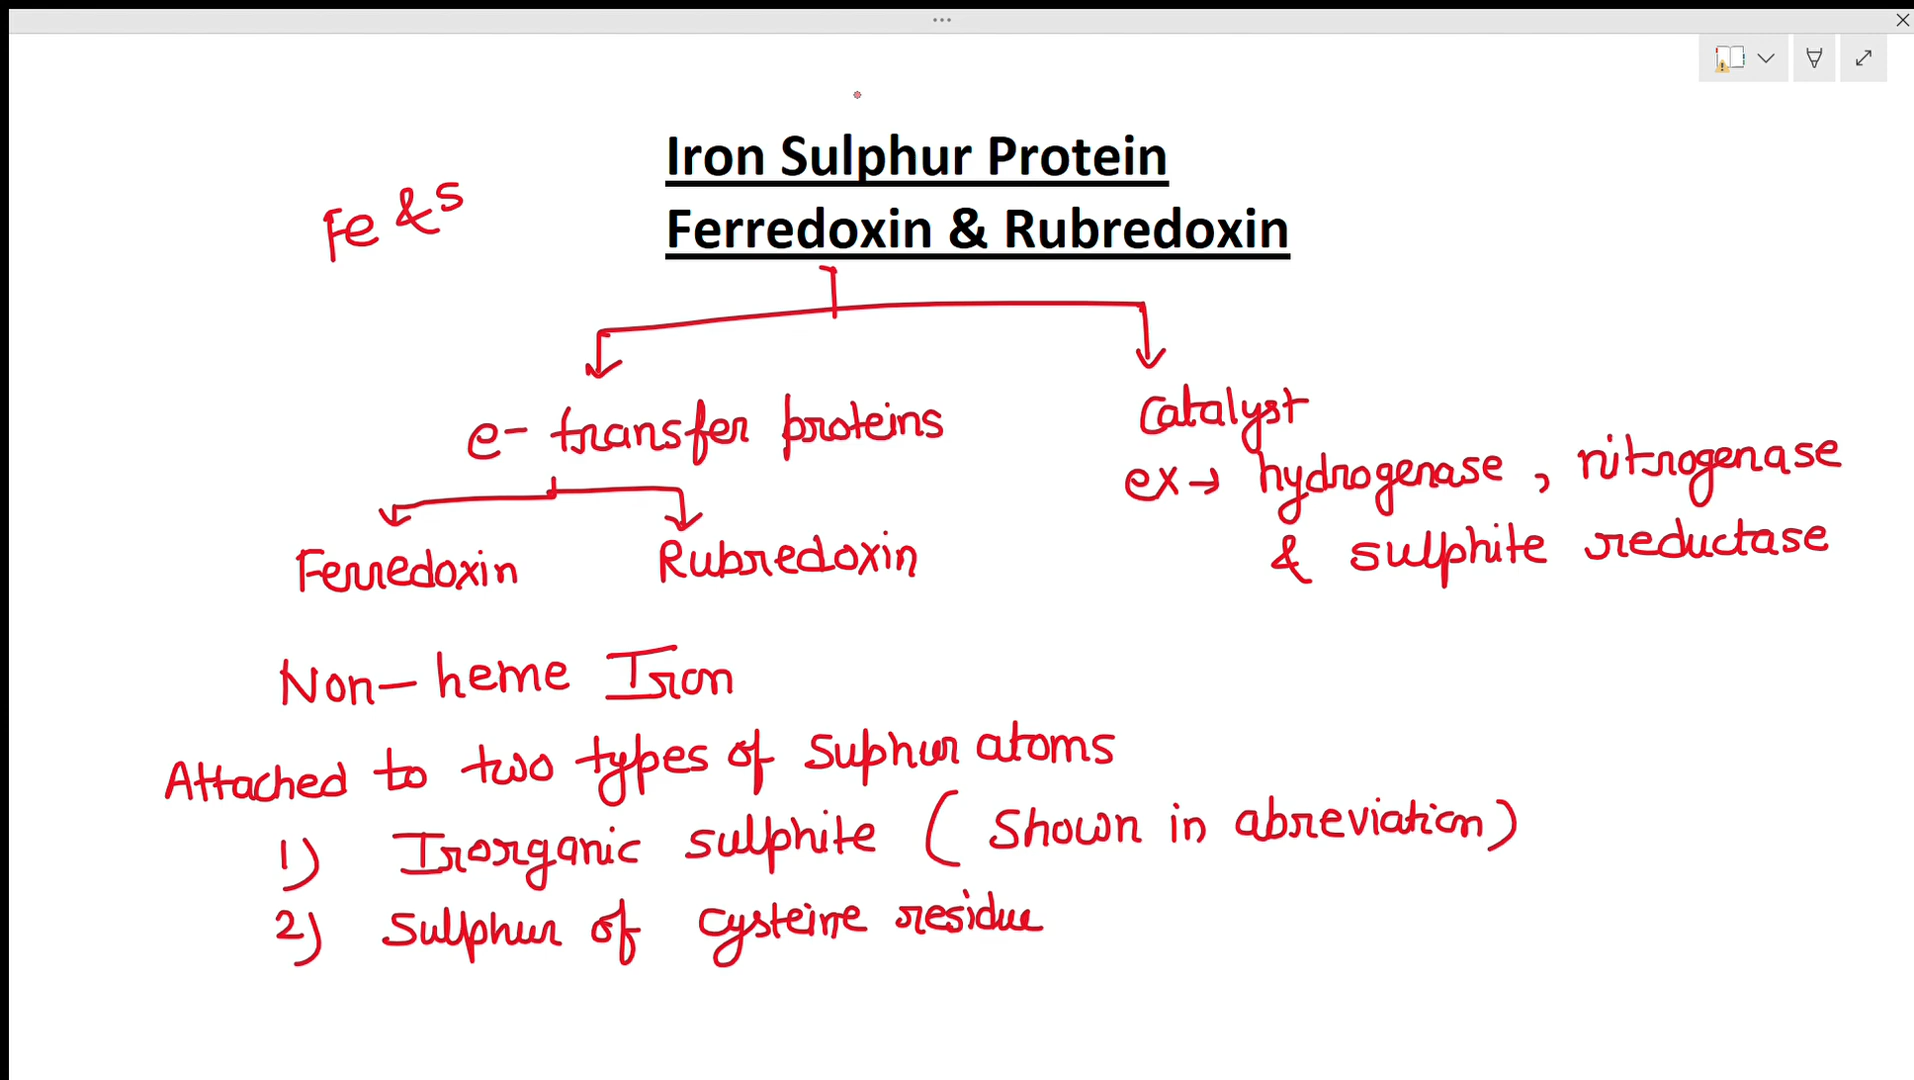 Iron Sulphur Protein
Fe & S
Ferredoxin & Rubredoxin
e- transfer proteins
Catalyst
ex → hydrogenase, nitrogenase
& sulphite reductase
Ferredoxin
Rubredoxin
Non-heme Iron
Attached to two types of Suphur atoms
1) Inorganic sulphite (Shown in abreviation)
2) Sulphur of cysteine residue